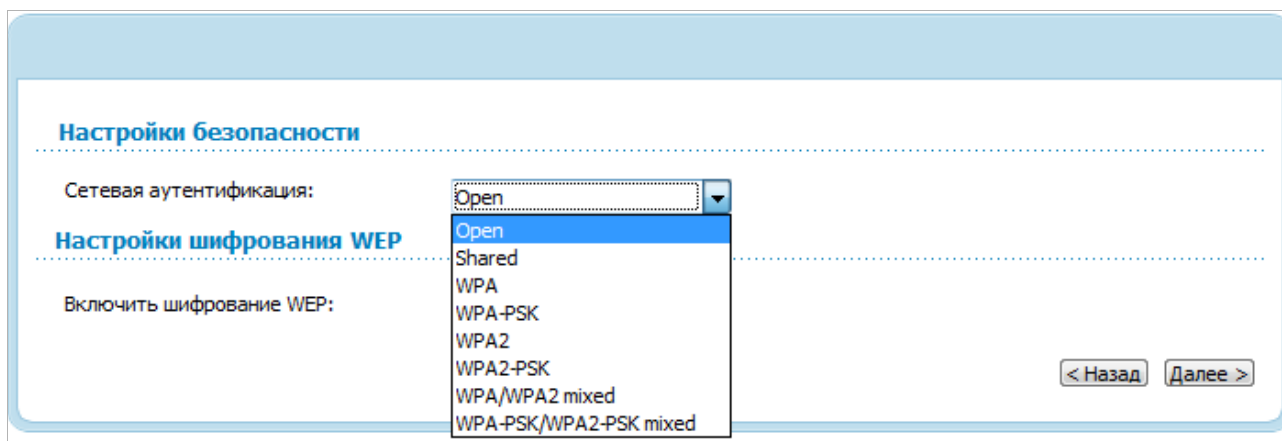 Настройки безопасности
Сетевая аутентификация:
Open
Open
Настройки шифрования WEP
Shared
WPA
Включить шифрование WEP:
WPA-PSK
WPA2
WPA2-PSK
< Назад Далее >
WPA/WPA2 mixed
WPA-PSK/WPA2-PSK mixed